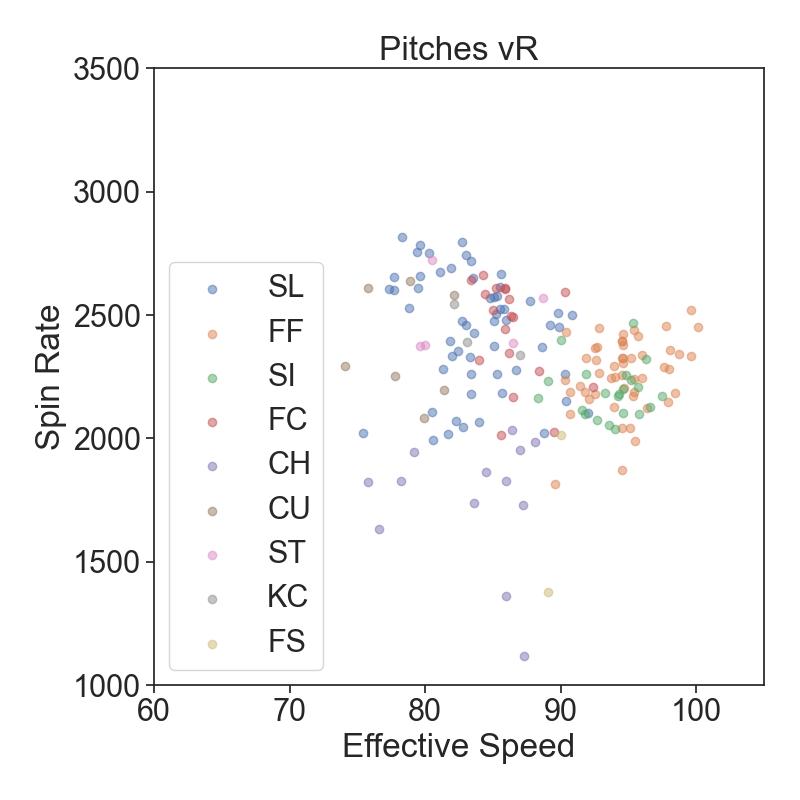 Pitches vR
3500
3000
2500
2000
1500
1000
Spin Rate
SL
FF
SI
FC
CH
CU
ST
KC
FS
60 70 80 90 100
Effective Speed